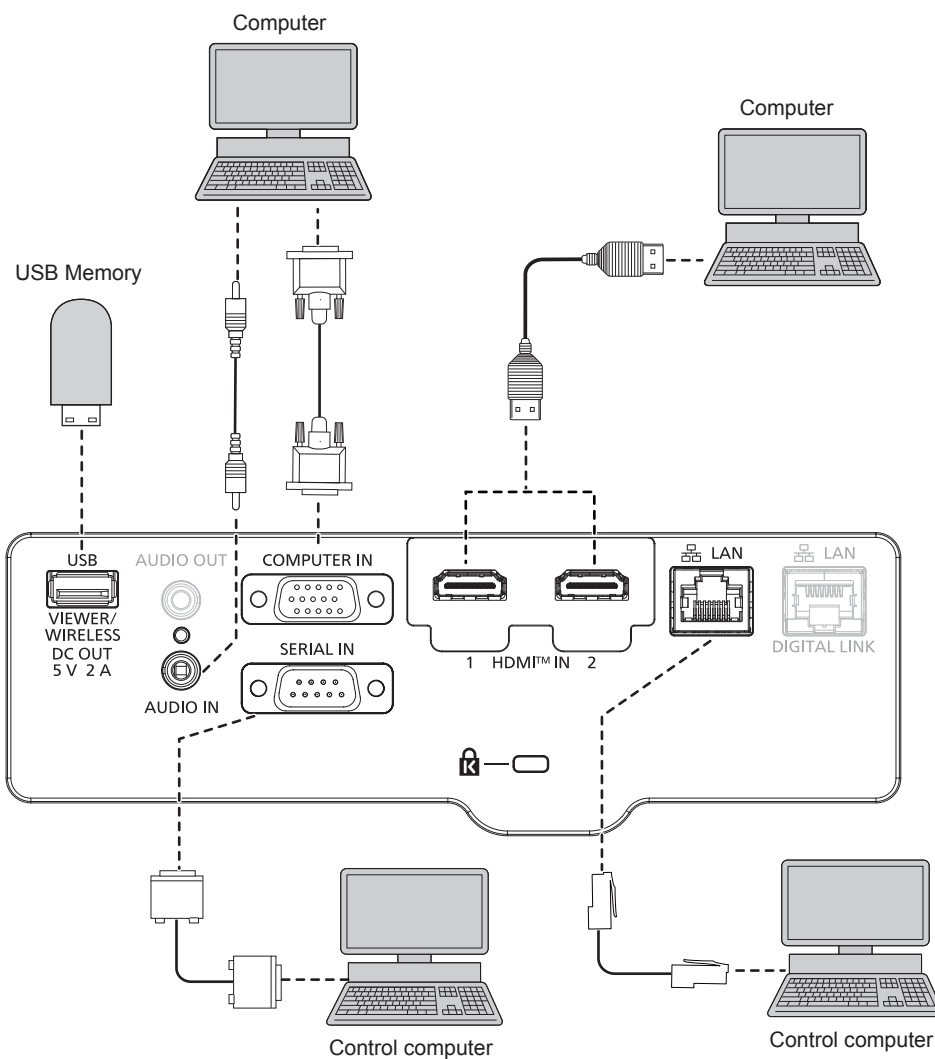 Computer
Computer
USB Memory
USB
AUDIO OUT
COMPUTER IN
LAN
LAN
VIEWER/
WIRELESS
DC OUT
5 V 2 A
SERIAL IN
1 HDMI™ IN 2
DIGITAL LINK
AUDIO IN
K
Control computer
Control computer